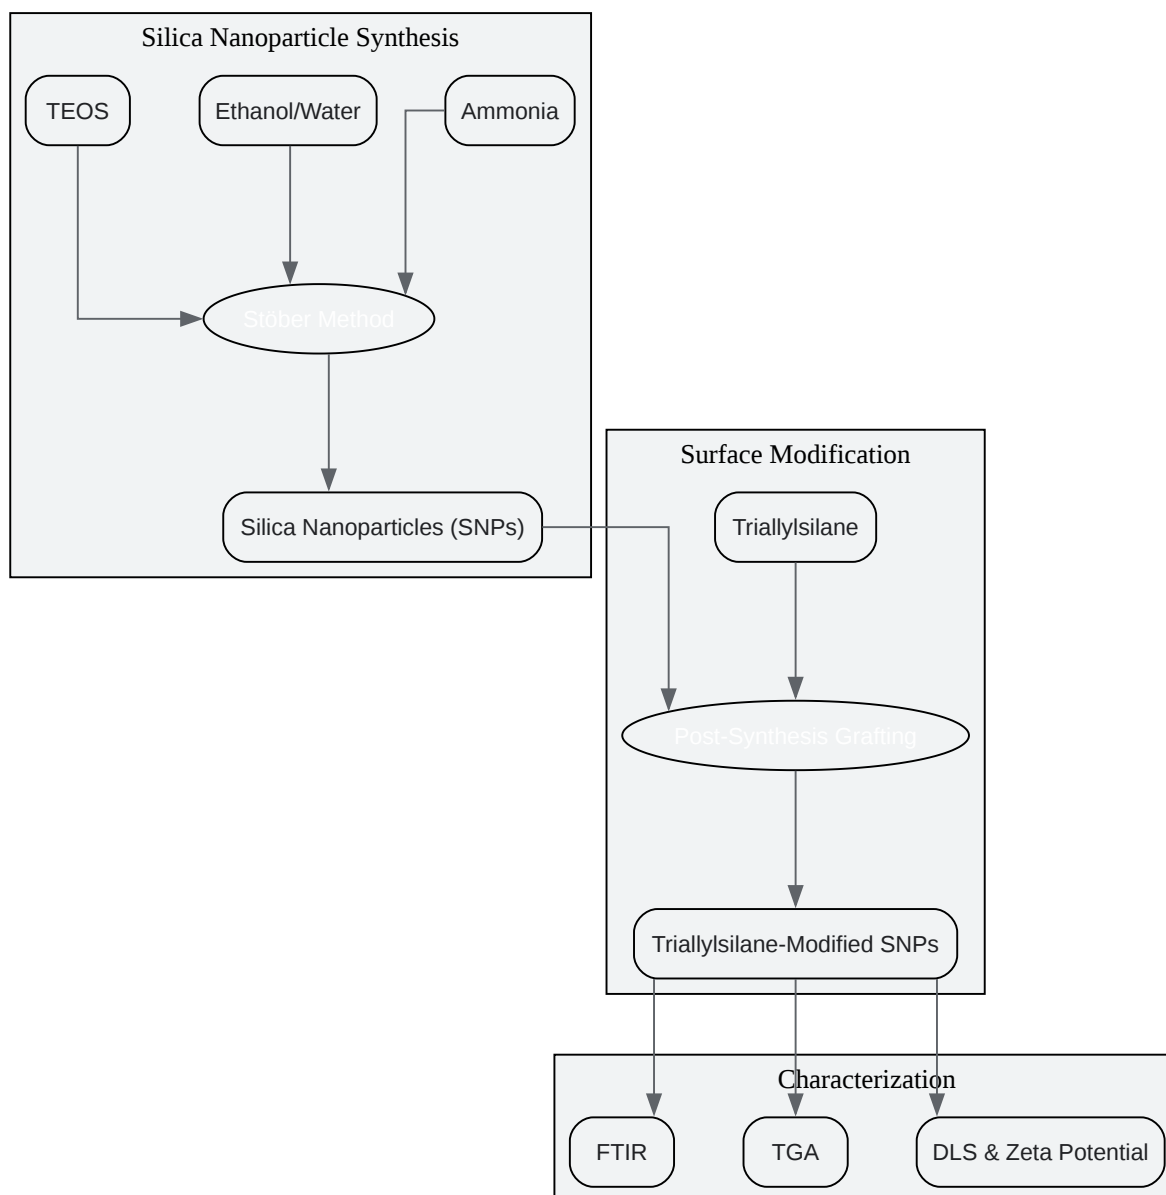 Silica Nanoparticle Synthesis
TEOS
Ethanol/Water
Ammonia
Stöber Method
Silica Nanoparticles (SNPs)
Surface Modification
Triallylsilane
Post-Synthesis Grafting
Triallylsilane-Modified SNPs
Characterization
FTIR
TGA
DLS & Zeta Potential